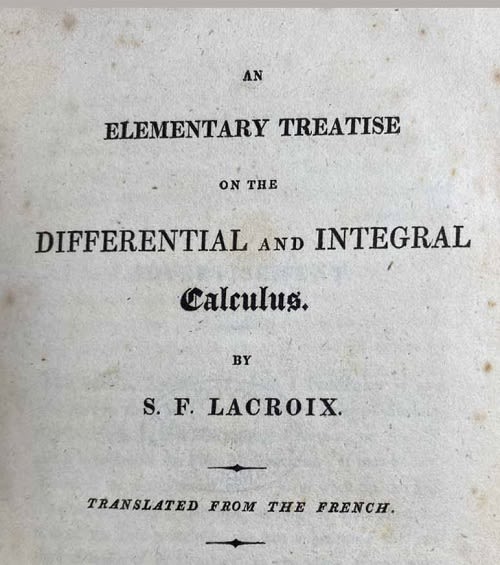 AN
ELEMENTARY TREATISE
ON THE
DIFFERENTIAL AND INTEGRAL
Calculus.
BY
S. F. LACROIX.
TRANSLATED FROM THE FRENCH.